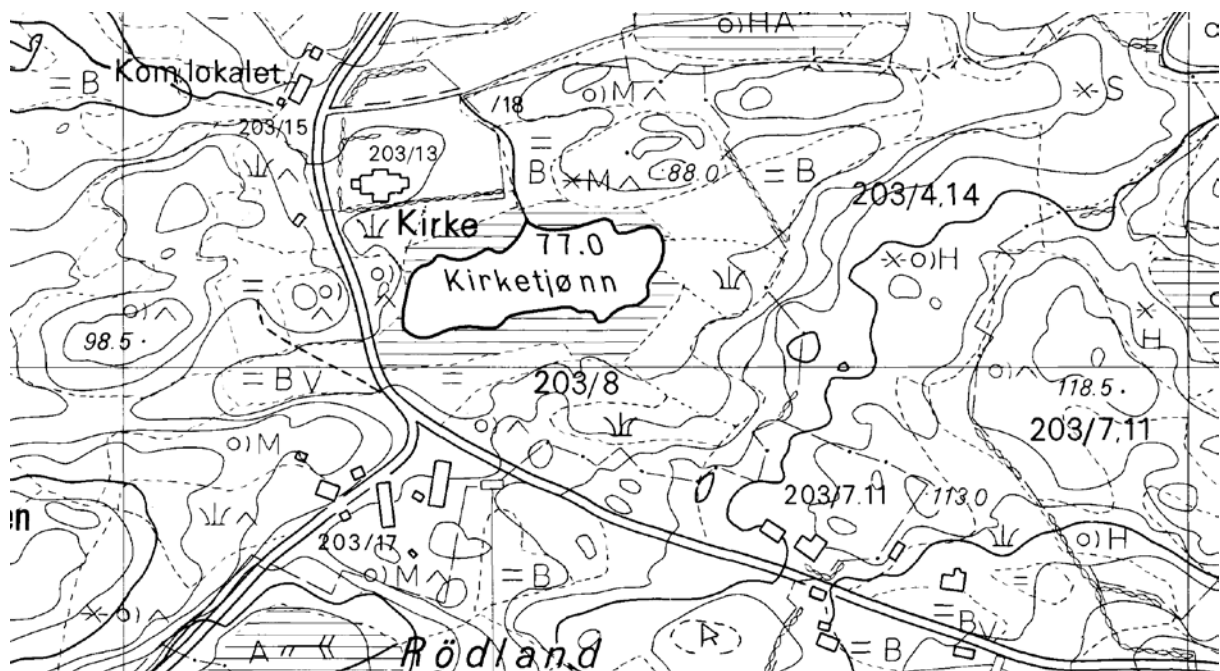 o)HA
Kom.lokalet
= B
o)M
/18
S
203/15
203/13
= B
88.0
M
= B
203/4,14
Kirke
77.0
Kirketjønn
o)H
o)
o)
98.5
H
= B
203/8
o)
118.5
203/7,11
o)
o)M
203/7.11
113.0
en
203/17
o)H
o)M
= B
o)
= B
A
Rödland
R
= B